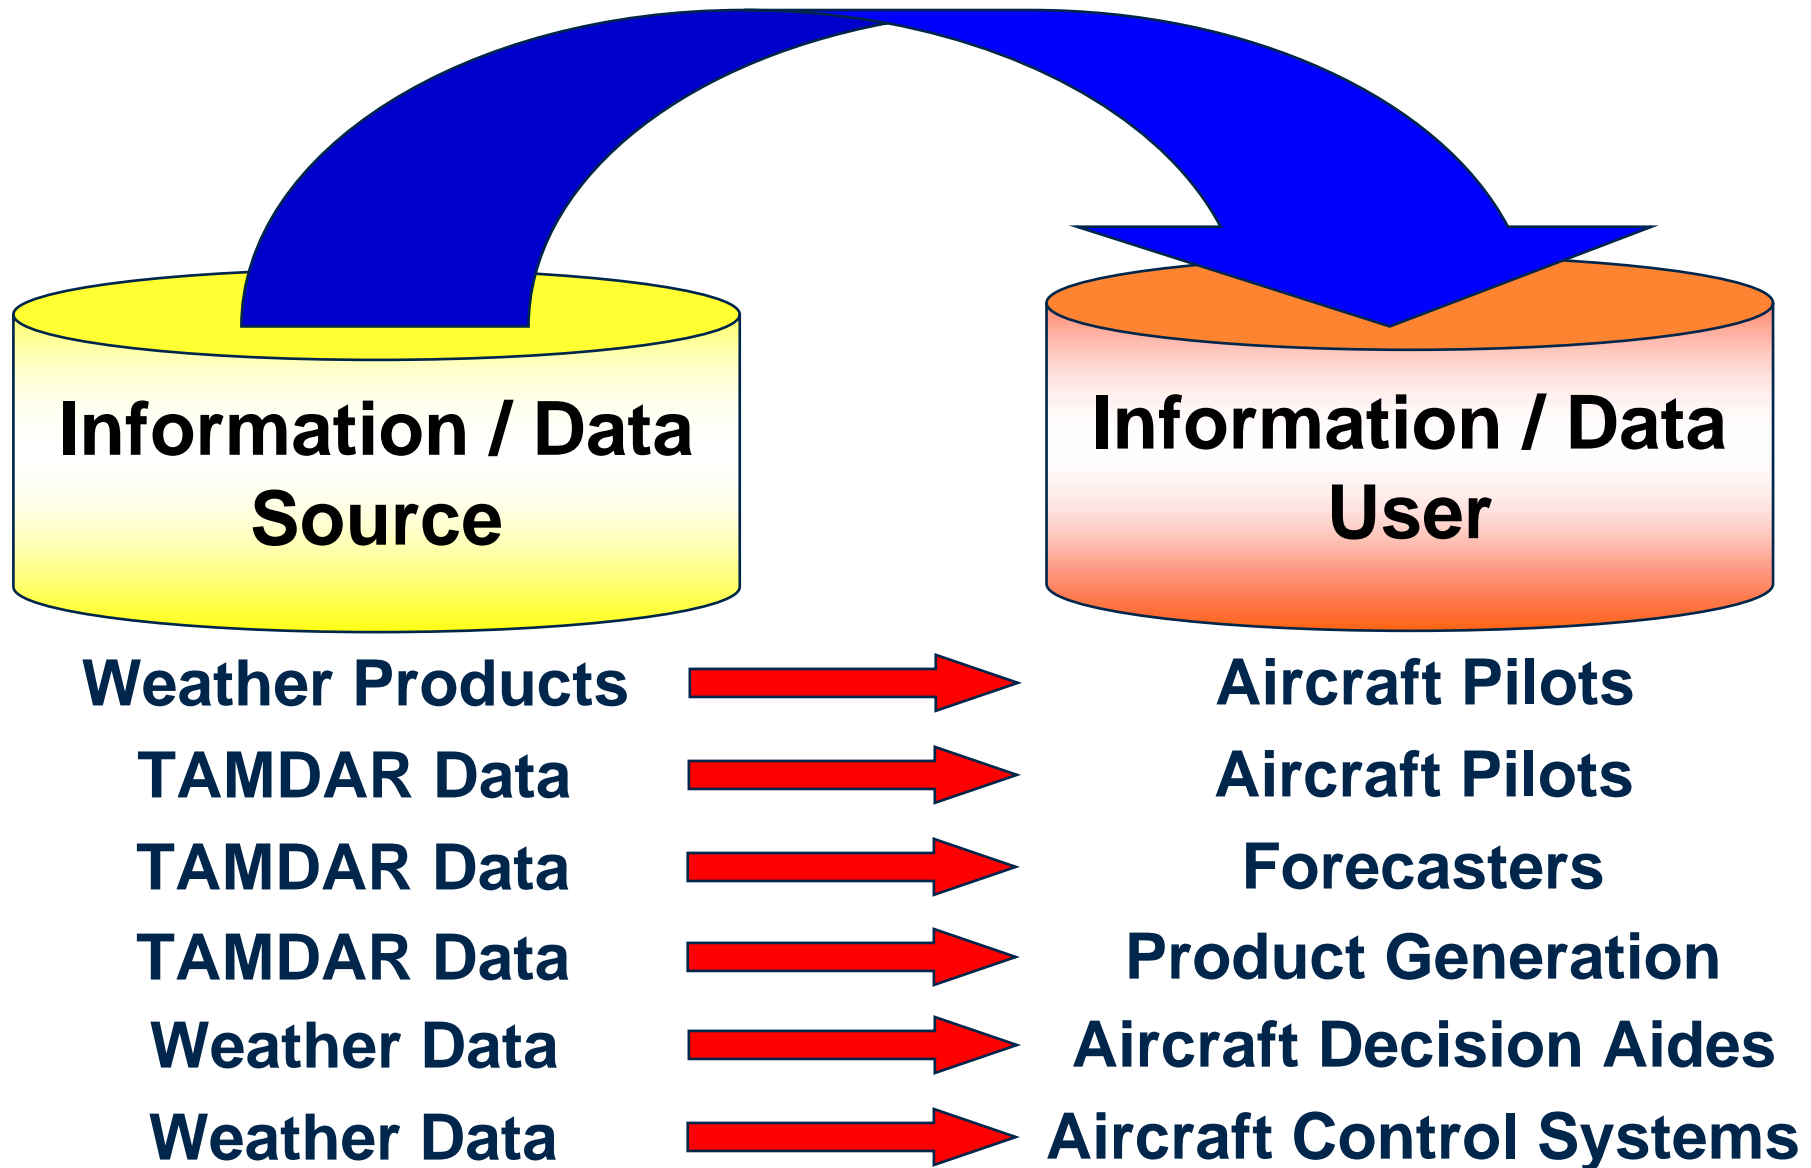 Information / Data
Source
Information / Data
User
Weather Products
Aircraft Pilots
TAMDAR Data
Aircraft Pilots
TAMDAR Data
Forecasters
TAMDAR Data
Product Generation
Weather Data
Aircraft Decision Aides
Weather Data
Aircraft Control Systems